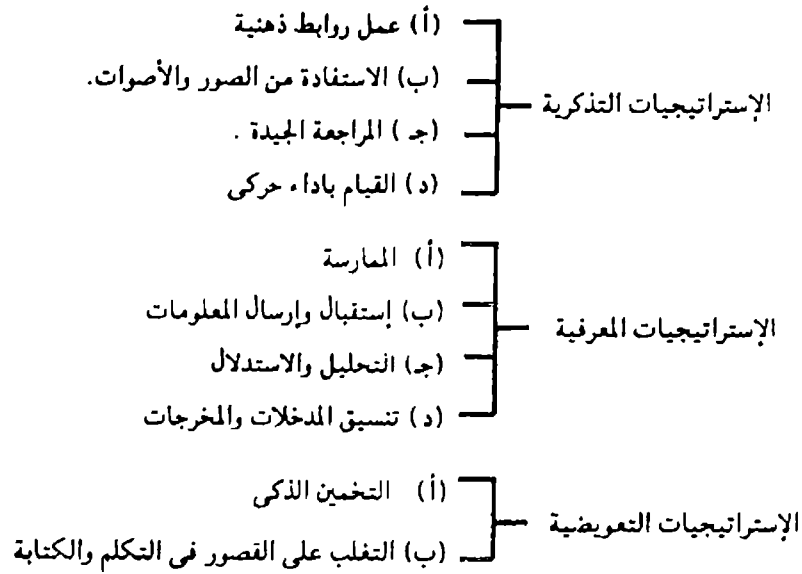 الإستراتيجيات التذكرية
(أ) عمل روابط ذهنية
(ب) الاستفادة من الصور والأصوات.
(جـ) المراجعة الجيدة .
(د) القيام باداء حركى
الإستراتيجيات المعرفية
(أ) الممارسة
(ب) إستقبال وإرسال المعلومات
(جـ) التحليل والاستدلال
(د) تنسيق المدخلات والمخرجات
الإستراتيجيات التعويضية
(أ) التخمين الذكى
(ب) التغلب على القصور فى التكلم والكتابة